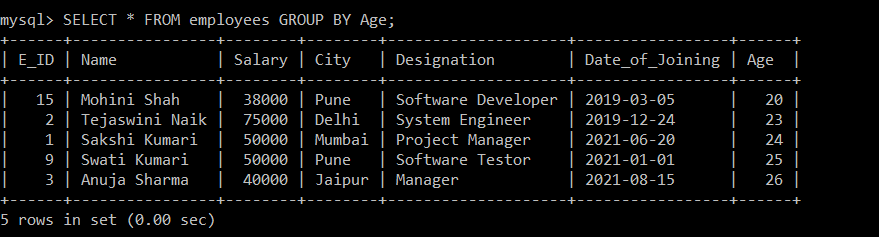 mysql> SELECT * FROM employees GROUP BY Age;
+------+---------------+--------+--------+--------------------+-----------------+------+
| E_ID | Name          | Salary | City   | Designation        | Date_of_Joining | Age  |
+------+---------------+--------+--------+--------------------+-----------------+------+
|   15 | Mohini Shah   |  38000 | Pune   | Software Developer | 2019-03-05      |   20 |
|    2 | Tejaswini Naik |  75000 | Delhi  | System Engineer    | 2019-12-24      |   23 |
|    1 | Sakshi Kumari |  50000 | Mumbai | Project Manager    | 2021-06-20      |   24 |
|    9 | Swati Kumari  |  50000 | Pune   | Software Testor    | 2021-01-01      |   25 |
|    3 | Anuja Sharma  |  40000 | Jaipur | Manager            | 2021-08-15      |   26 |
+------+---------------+--------+--------+--------------------+-----------------+------+
5 rows in set (0.00 sec)